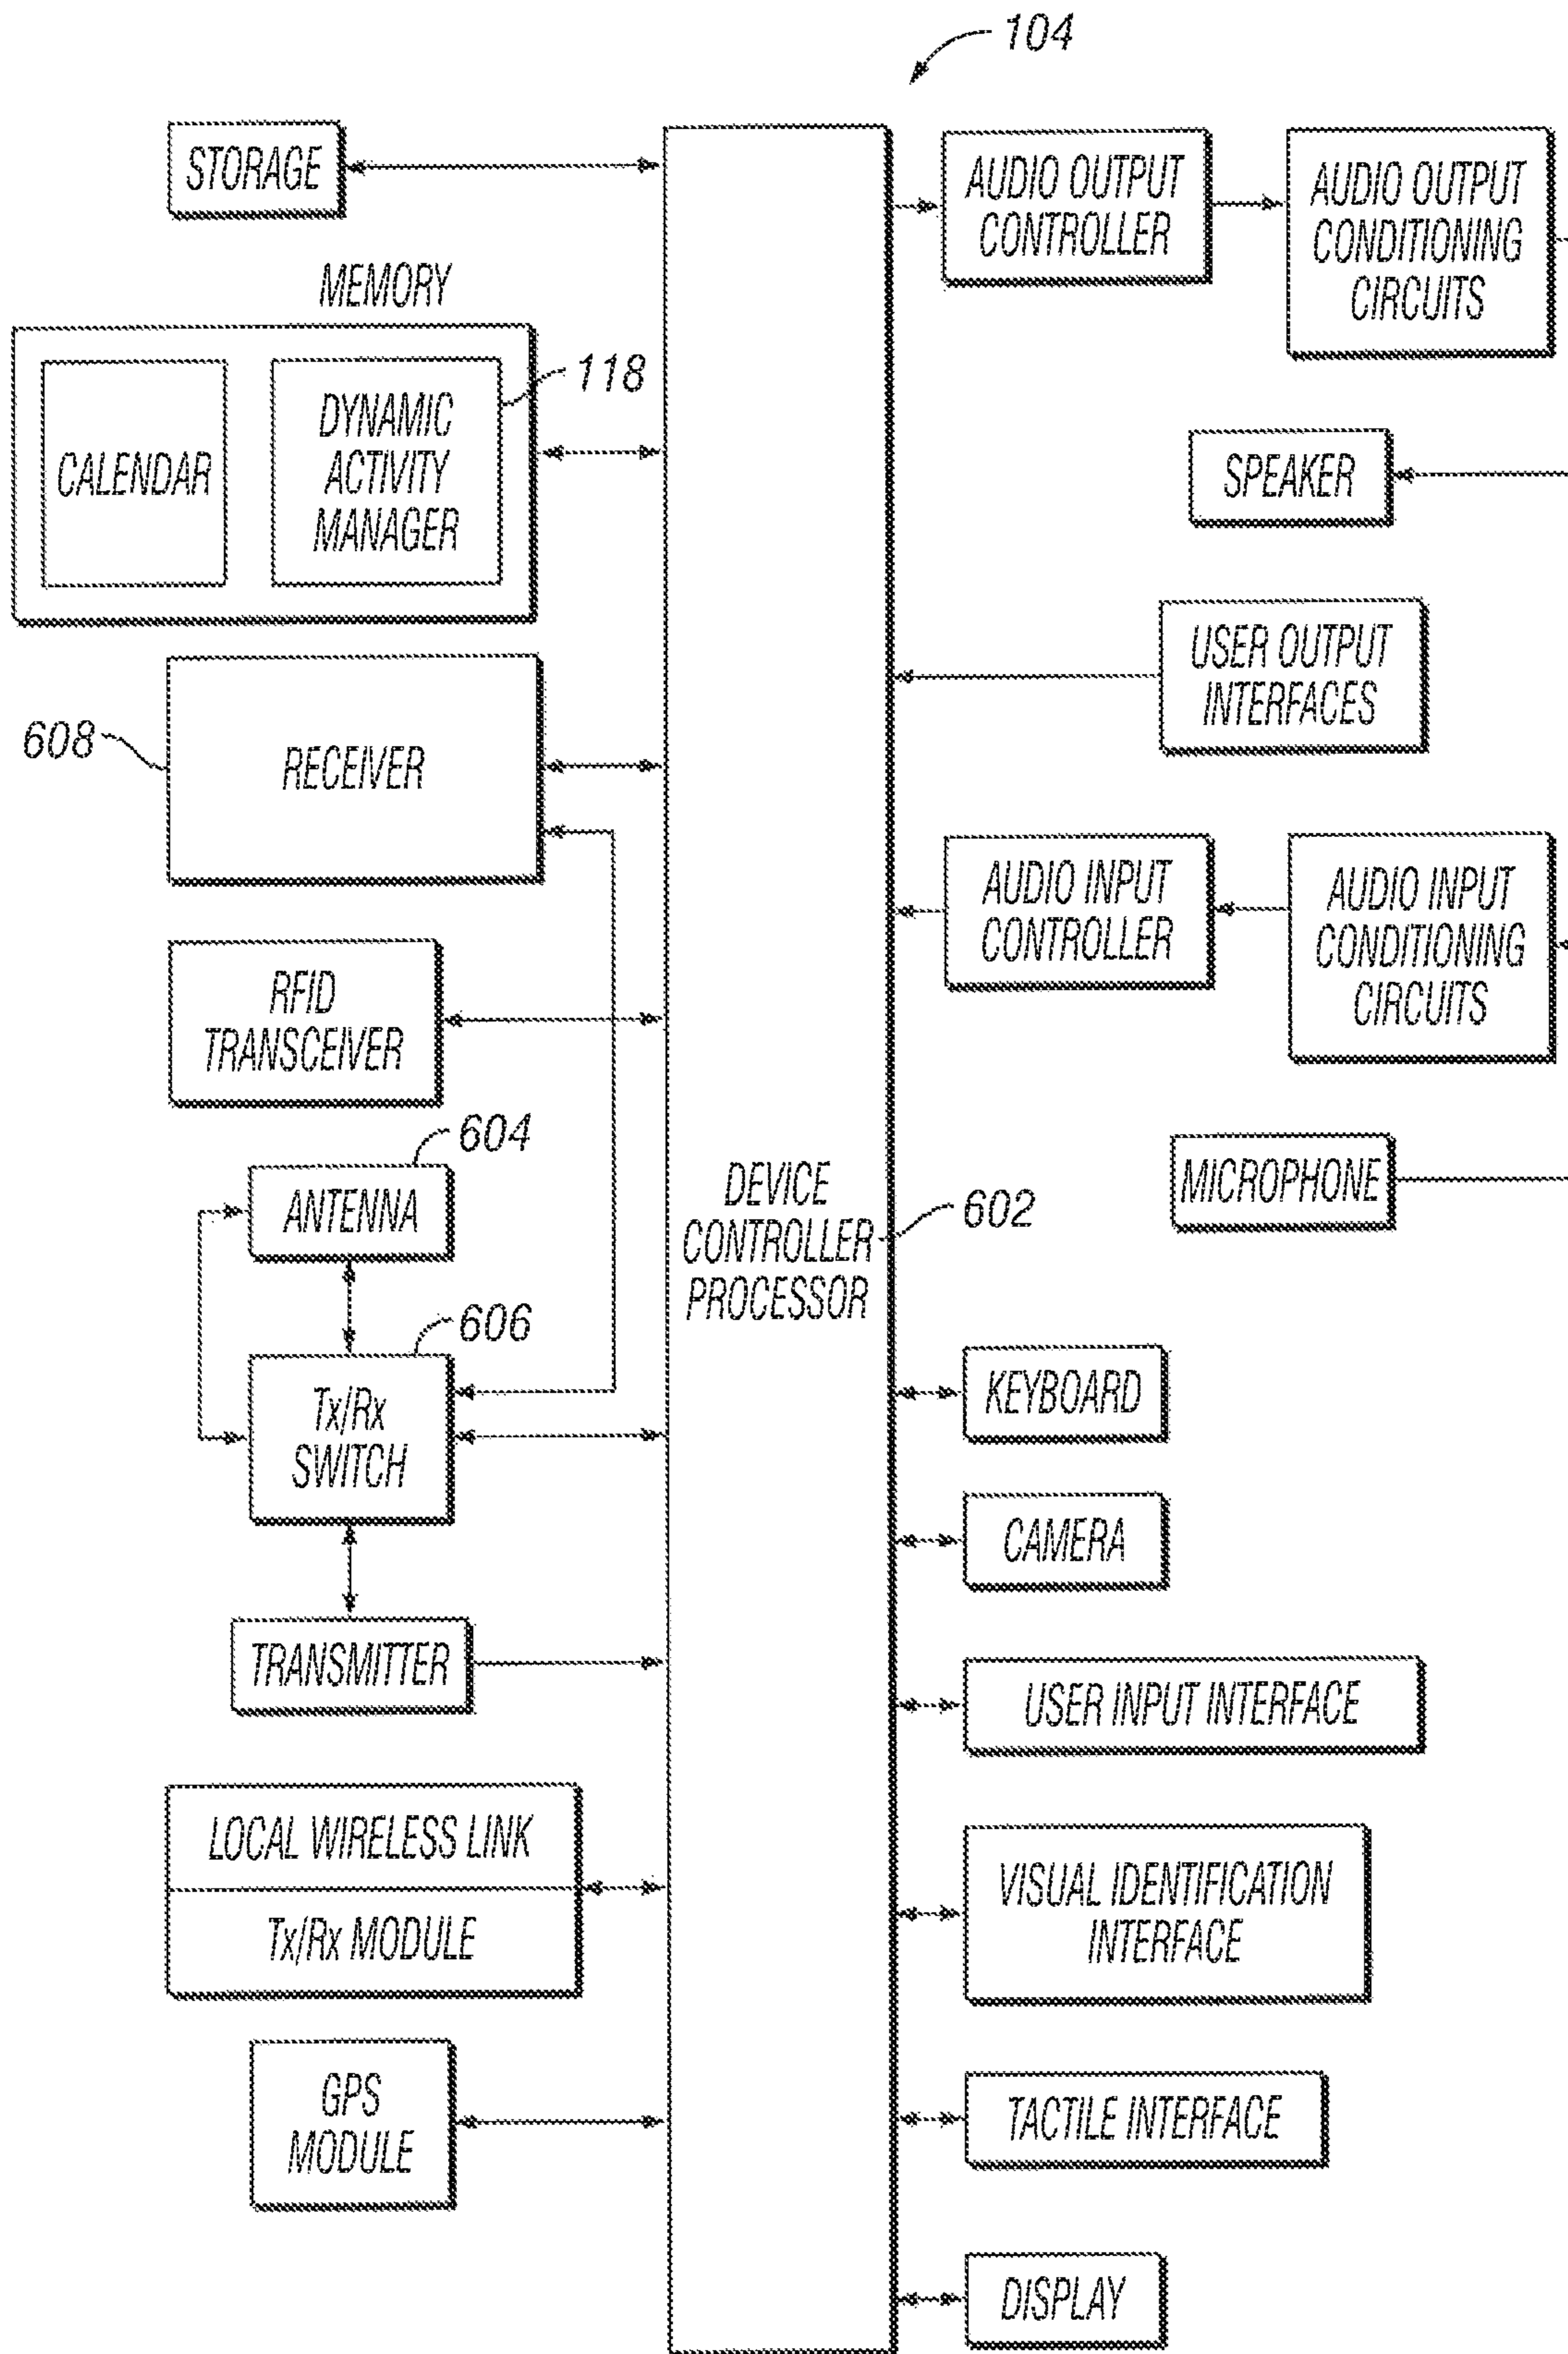 104
STORAGE
MEMORY
CALENDAR
DYNAMIC
ACTIVITY
MANAGER
118
608
RECEIVER
RFID
TRANSCEIVER
604
ANTENNA
606
Tx/Rx
SWITCH
TRANSMITTER
LOCAL WIRELESS LINK
Tx/Rx MODULE
GPS
MODULE
DEVICE
CONTROLLER
PROCESSOR
602
AUDIO OUTPUT
CONTROLLER
AUDIO OUTPUT
CONDITIONING
CIRCUITS
SPEAKER
USER OUTPUT
INTERFACES
AUDIO INPUT
CONTROLLER
AUDIO INPUT
CONDITIONING
CIRCUITS
MICROPHONE
KEYBOARD
CAMERA
USER INPUT INTERFACE
VISUAL IDENTIFICATION
INTERFACE
TACTILE INTERFACE
DISPLAY